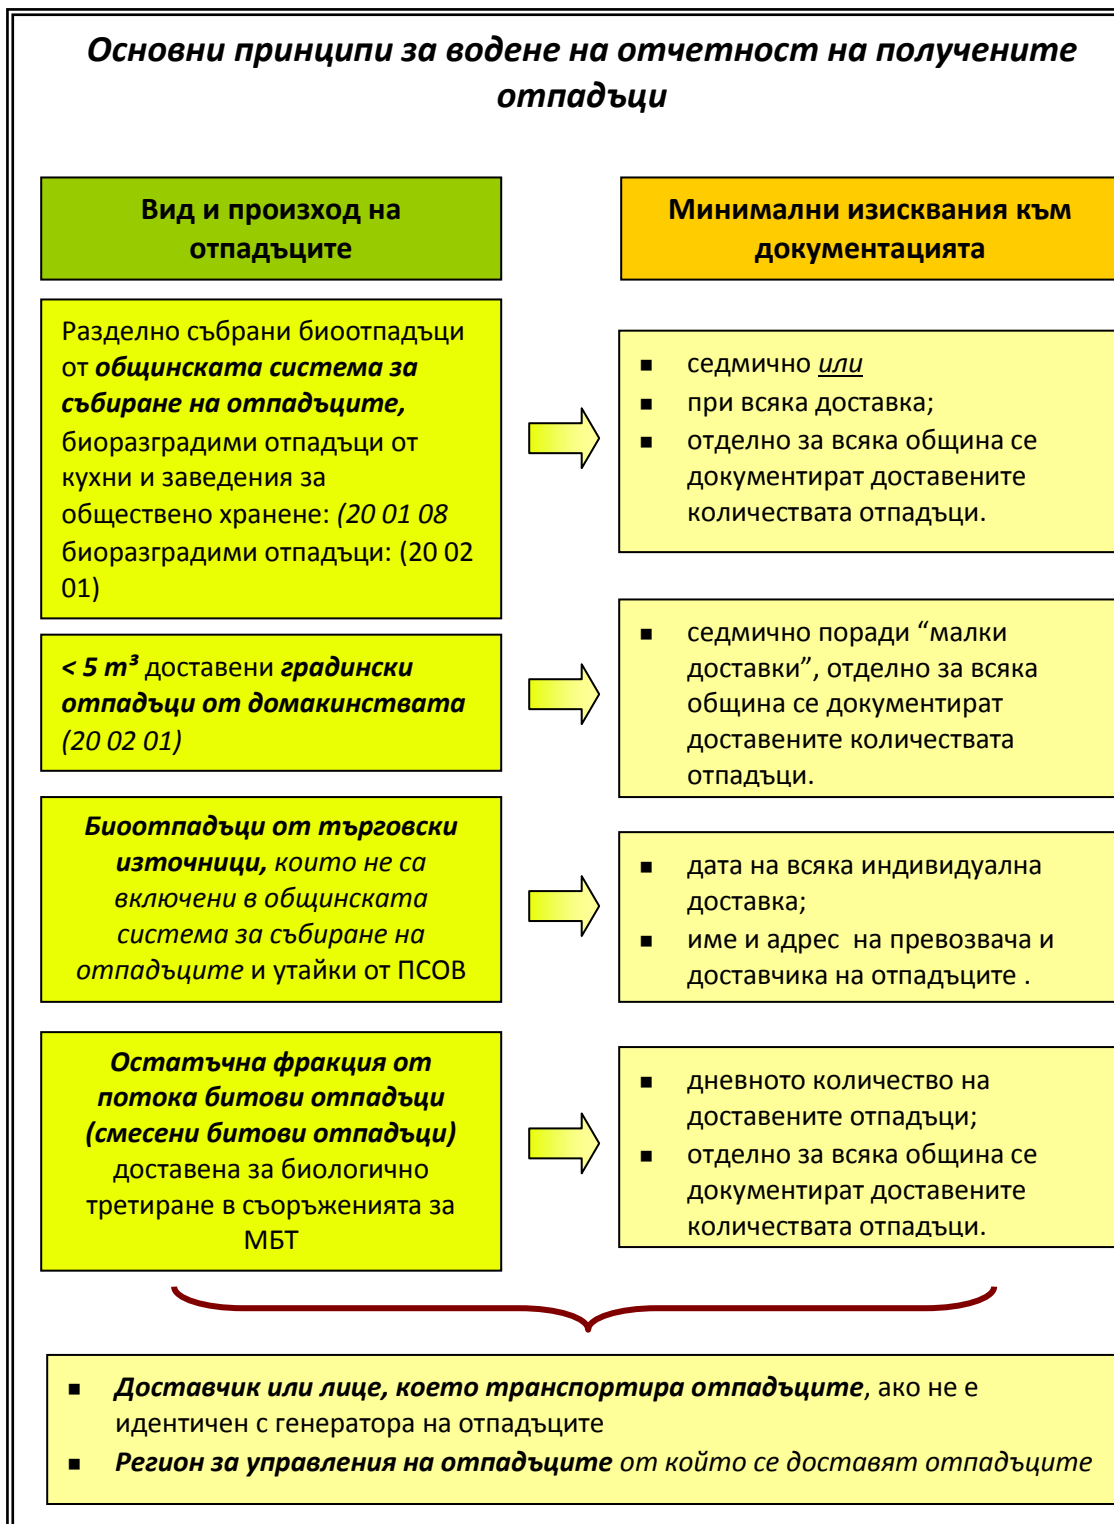 Основни принципи за водене на отчетност на получените
отпадъци
Вид и произход на
отпадъците
Минимални изисквания към
документацията
Разделно събрани биоотпадъци
от общинската система за
събиране на отпадъците,
биоразградими отпадъци от
кухни и заведения за
обществено хранене: (20 01 08
биоразградими отпадъци: (20 02
01)
▪ седмично или
▪ при всяка доставка;
▪ отделно за всяка община се
документират доставените
количествата отпадъци.
< 5 m³ доставени градински
отпадъци от домакинствата
(20 02 01)
▪ седмично поради “малки
доставки”, отделно за всяка
община се документират
доставените количествата
отпадъци.
Биоотпадъци от търговски
източници, които не са
включени в общинската
система за събиране на
отпадъците и утайки от ПСОВ
▪ дата на всяка индивидуална
доставка;
▪ име и адрес на превозвача и
доставчика на отпадъците .
Остатъчна фракция от
потока битови отпадъци
(смесени битови отпадъци)
доставена за биологично
третиране в съоръженията за
МБТ
▪ дневното количество на
доставените отпадъци;
▪ отделно за всяка община се
документират доставените
количествата отпадъци.
▪ Доставчик или лице, което транспортира отпадъците, ако не е
идентичен с генератора на отпадъците
▪ Регион за управления на отпадъците от който се доставят отпадъците